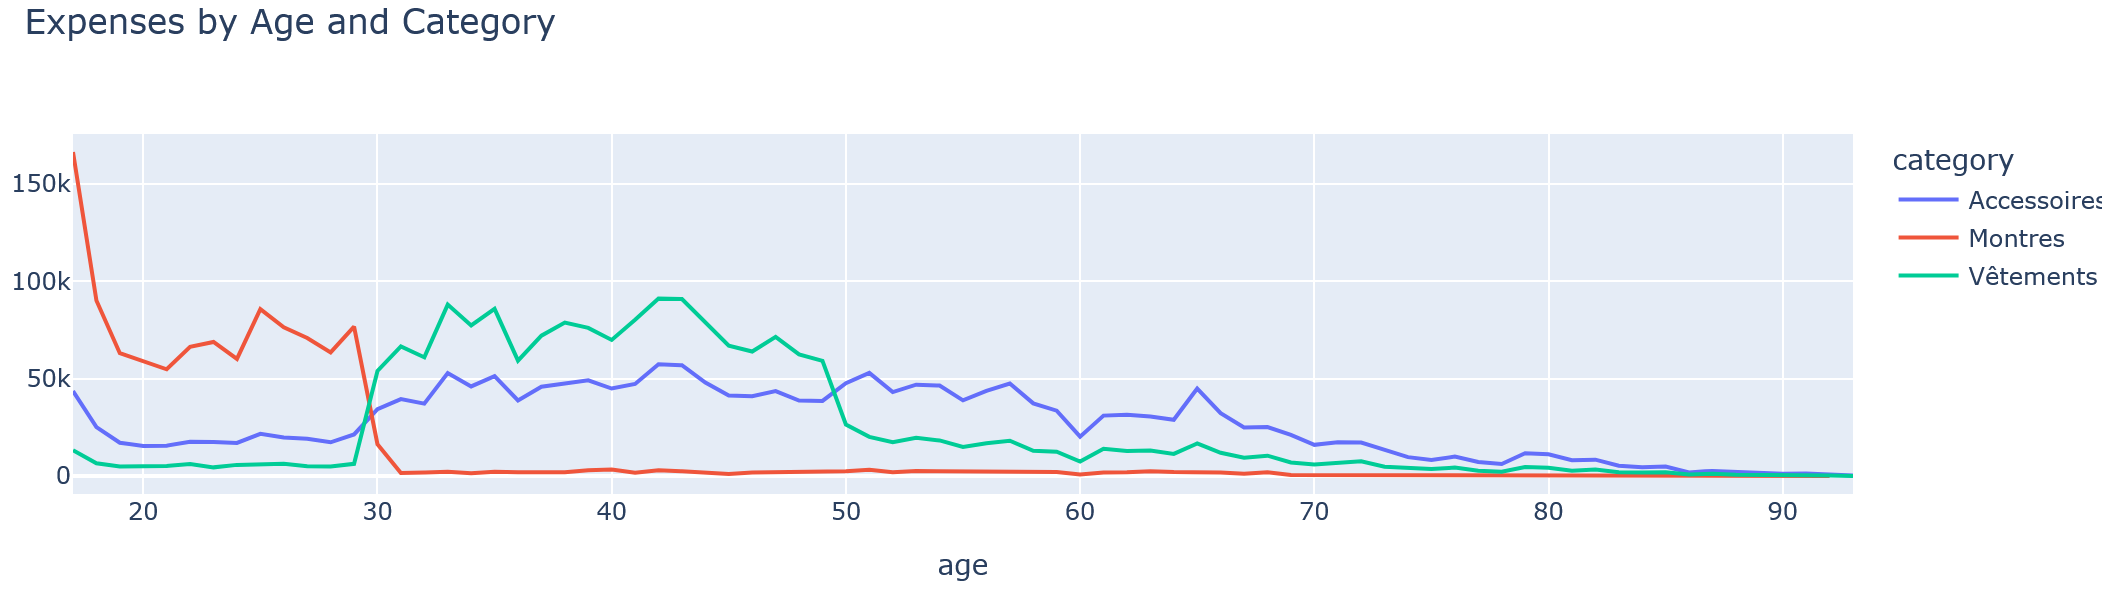 Expenses by Age and Category
150k
100k
50k
0
20 30 40 50 60 70 80 90
age
category
Accessoires
Montres
Vêtements